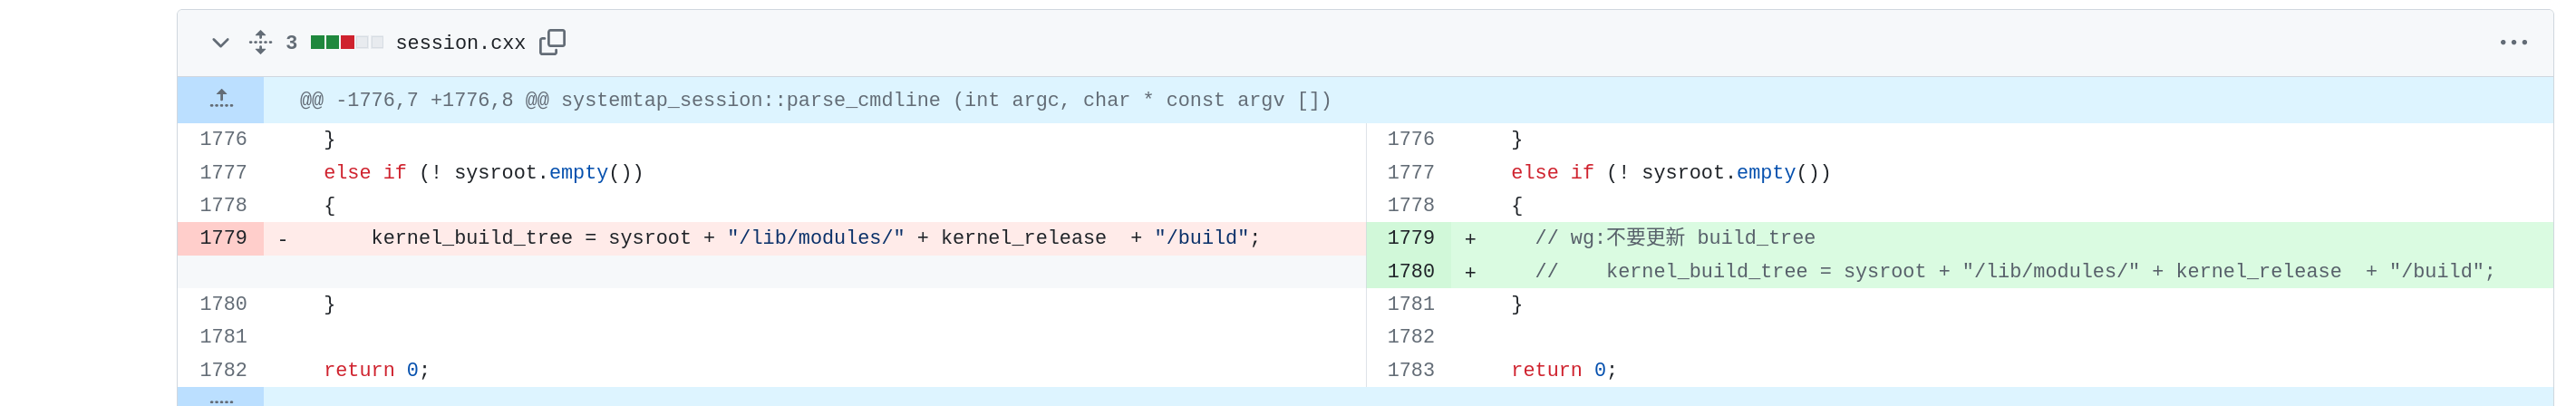 3 session.cxx
@@ -1776,7 +1776,8 @@ systemtap_session::parse_cmdline (int argc, char * const argv [])
1776 } 1776 }
1777 else if (! sysroot.empty()) 1777 else if (! sysroot.empty())
1778 { 1778 {
1779 - kernel_build_tree = sysroot + "/lib/modules/" + kernel_release  + "/build"; 1779 + // wg:不要更新 build_tree
1780 + //    kernel_build_tree = sysroot + "/lib/modules/" + kernel_release  + "/build";
1780 } 1781 }
1781 1782
1782 return 0; 1783 return 0;